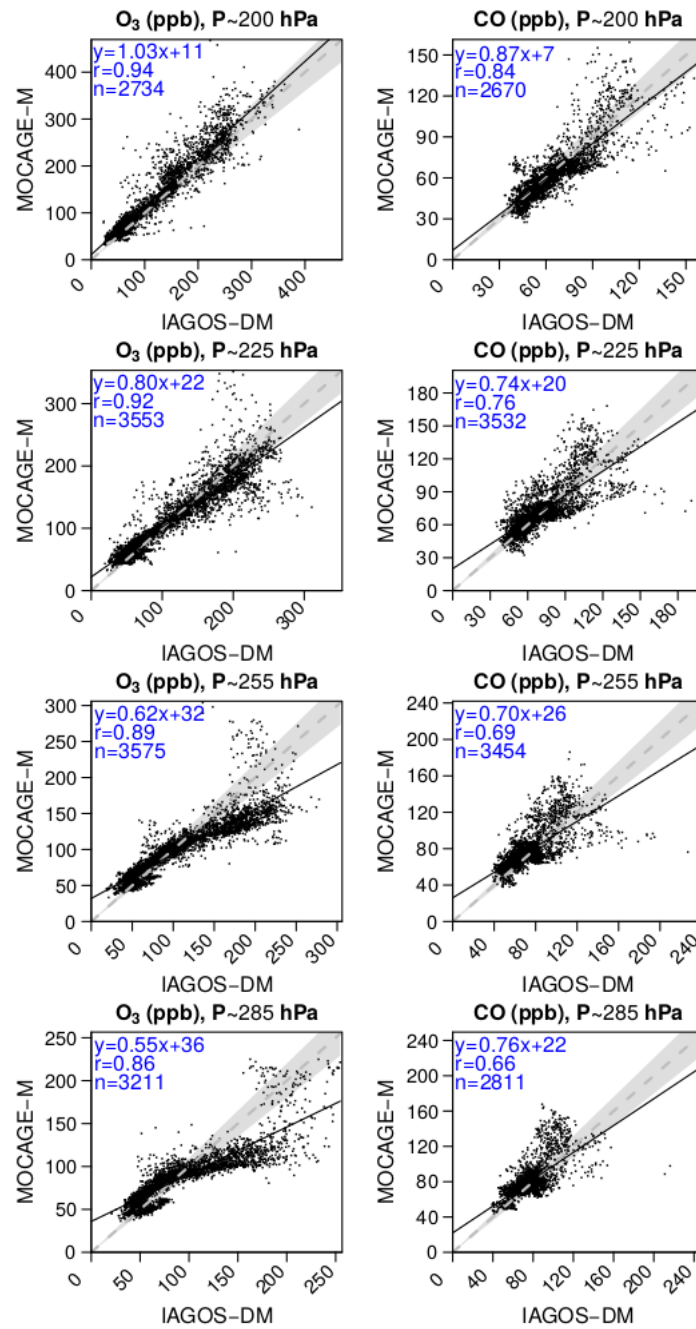 O₃ (ppb), P~200 hPa
y=1.03x+11
r=0.94
n=2734
MOCAGE−M
400
300
200
100
0
0 100 200 300 400
IAGOS−DM
CO (ppb), P~200 hPa
y=0.87x+7
r=0.84
n=2670
MOCAGE−M
150
120
90
60
30
0
0 30 60 90 120 150
IAGOS−DM
O₃ (ppb), P~225 hPa
y=0.80x+22
r=0.92
n=3553
MOCAGE−M
300
200
100
0
0 100 200 300
IAGOS−DM
CO (ppb), P~225 hPa
y=0.74x+20
r=0.76
n=3532
MOCAGE−M
180
150
120
90
60
30
0
0 30 60 90 120 150 180
IAGOS−DM
O₃ (ppb), P~255 hPa
y=0.62x+32
r=0.89
n=3575
MOCAGE−M
300
250
200
150
100
50
0
0 50 100 150 200 250 300
IAGOS−DM
CO (ppb), P~255 hPa
y=0.70x+26
r=0.69
n=3454
MOCAGE−M
240
200
160
120
80
40
0
0 40 80 120 160 200 240
IAGOS−DM
O₃ (ppb), P~285 hPa
y=0.55x+36
r=0.86
n=3211
MOCAGE−M
250
200
150
100
50
0
0 50 100 150 200 250
IAGOS−DM
CO (ppb), P~285 hPa
y=0.76x+22
r=0.66
n=2811
MOCAGE−M
240
200
160
120
80
40
0
0 40 80 120 160 200 240
IAGOS−DM